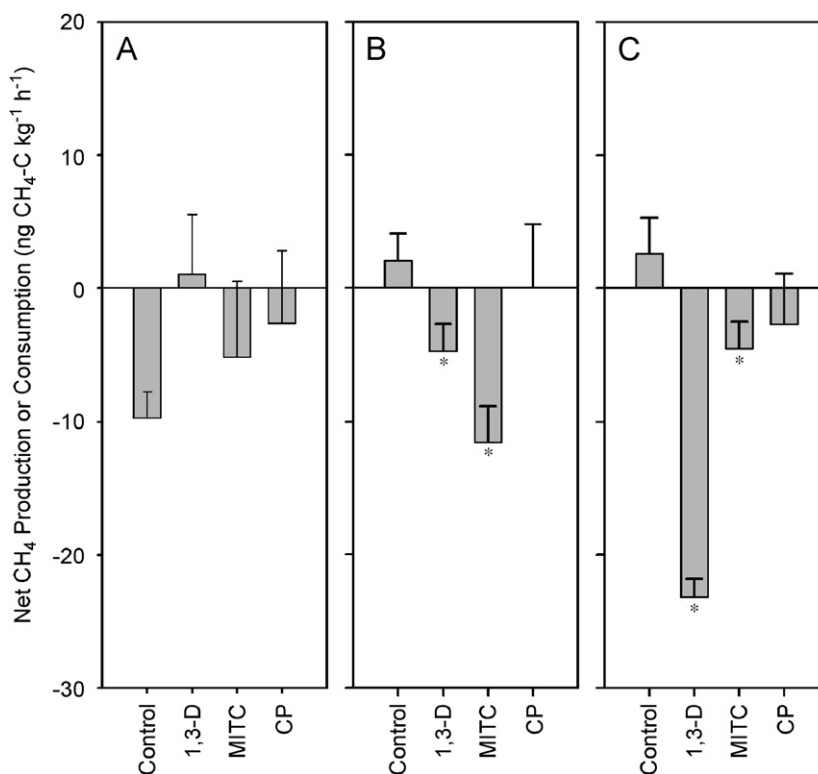 Net CH₄ Production or Consumption (ng CH₄-C kg⁻¹ h⁻¹)
20
10
0
-10
-20
-30
A
B
C
*
*
*
*
Control
1,3-D
MITC
CP
Control
1,3-D
MITC
CP
Control
1,3-D
MITC
CP